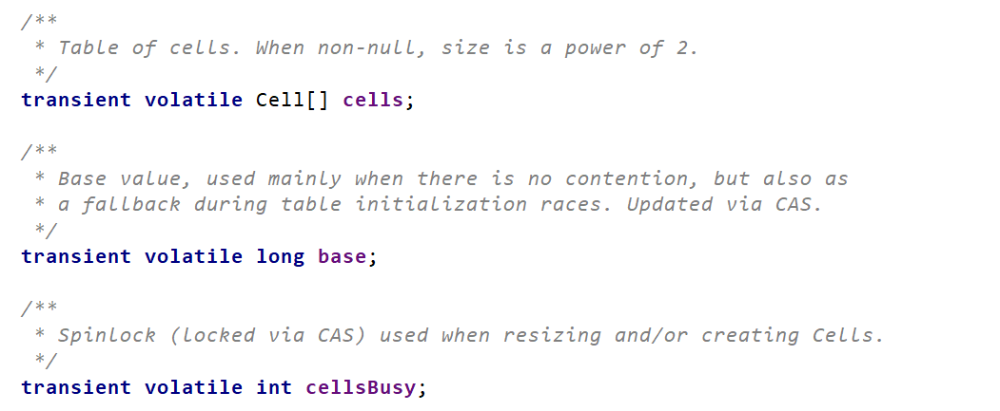 /**
* Table of cells. When non-null, size is a power of 2.
*/
transient volatile Cell[] cells;
/**
* Base value, used mainly when there is no contention, but also as
* a fallback during table initialization races. Updated via CAS.
*/
transient volatile long base;
/**
* Spinlock (locked via CAS) used when resizing and/or creating Cells.
*/
transient volatile int cellsBusy;